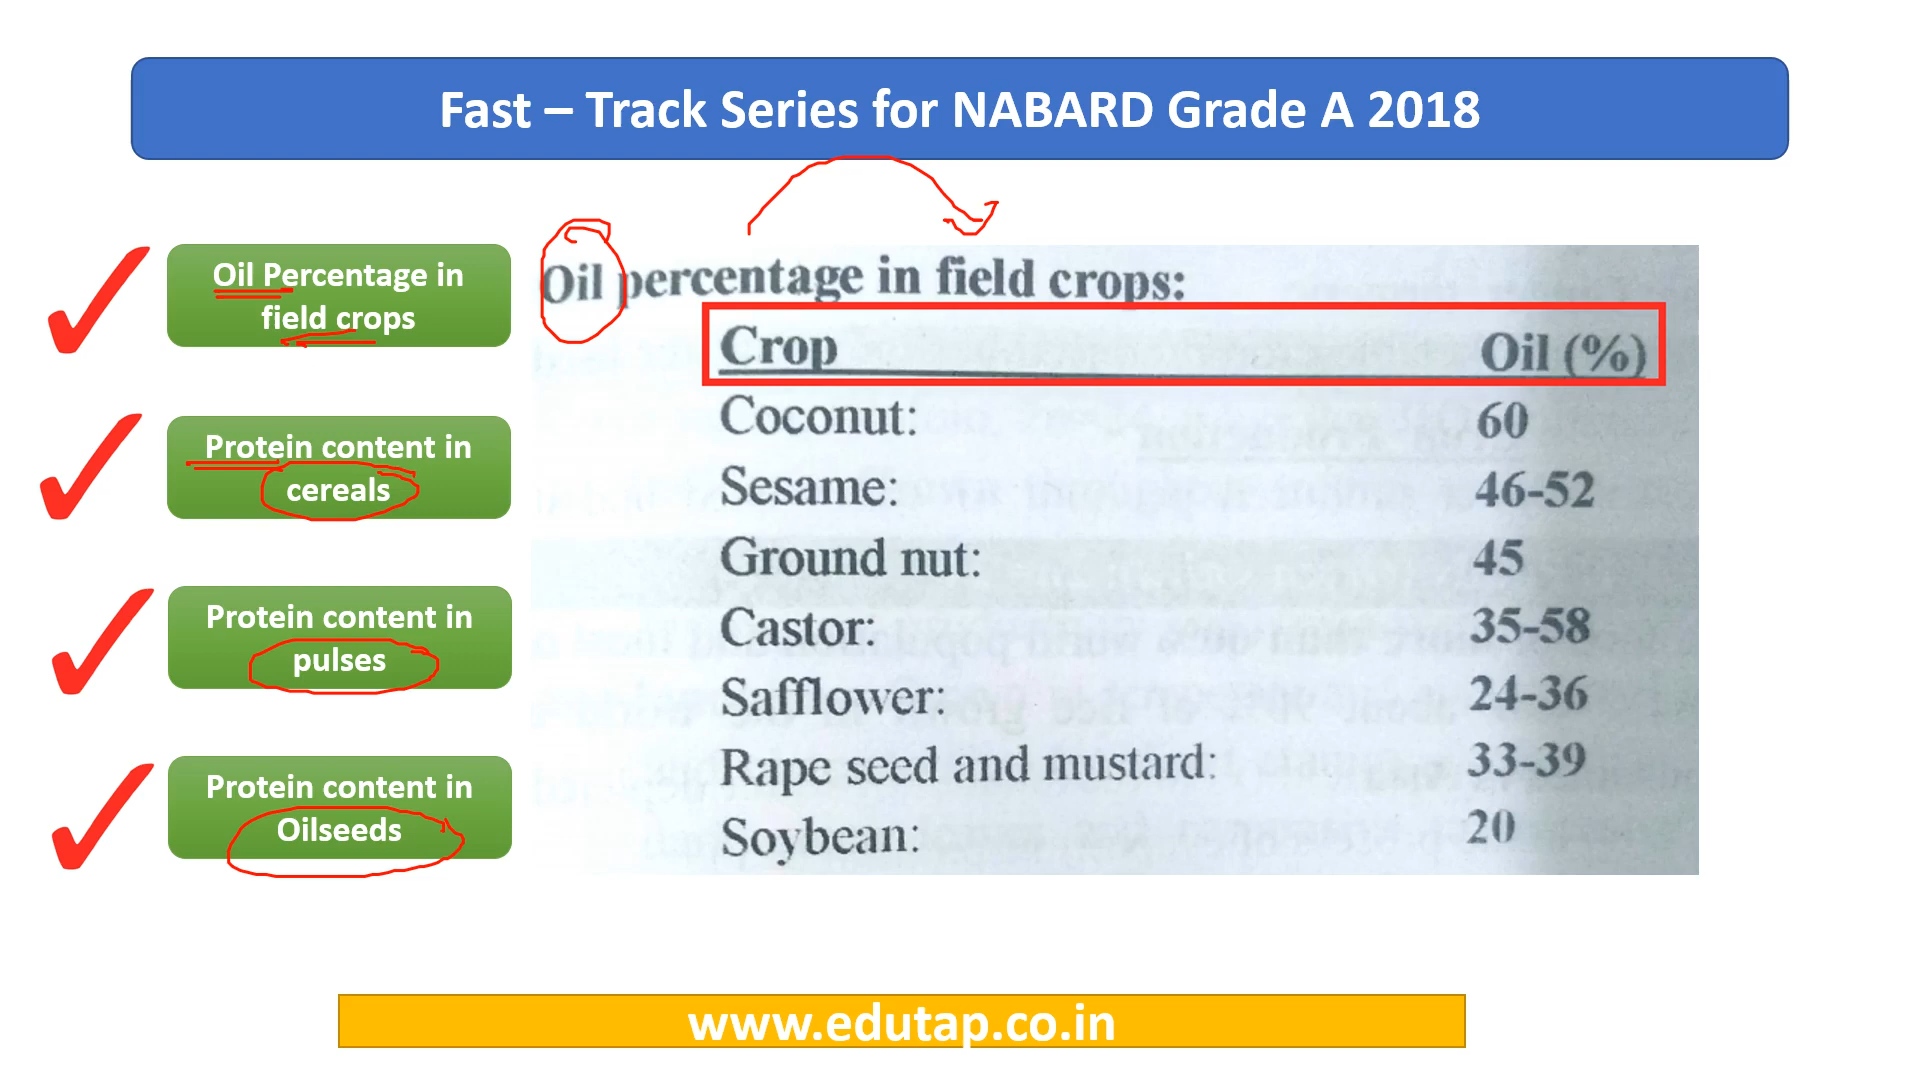 Fast – Track Series for NABARD Grade A 2018
Oil Percentage in
field crops
Protein content in
cereals
Protein content in
pulses
Protein content in
Oilseeds
Oil percentage in field crops:
Crop Oil (%)
Coconut: 60
Sesame: 46-52
Ground nut: 45
Castor: 35-58
Safflower: 24-36
Rape seed and mustard: 33-39
Soybean: 20
www.edutap.co.in